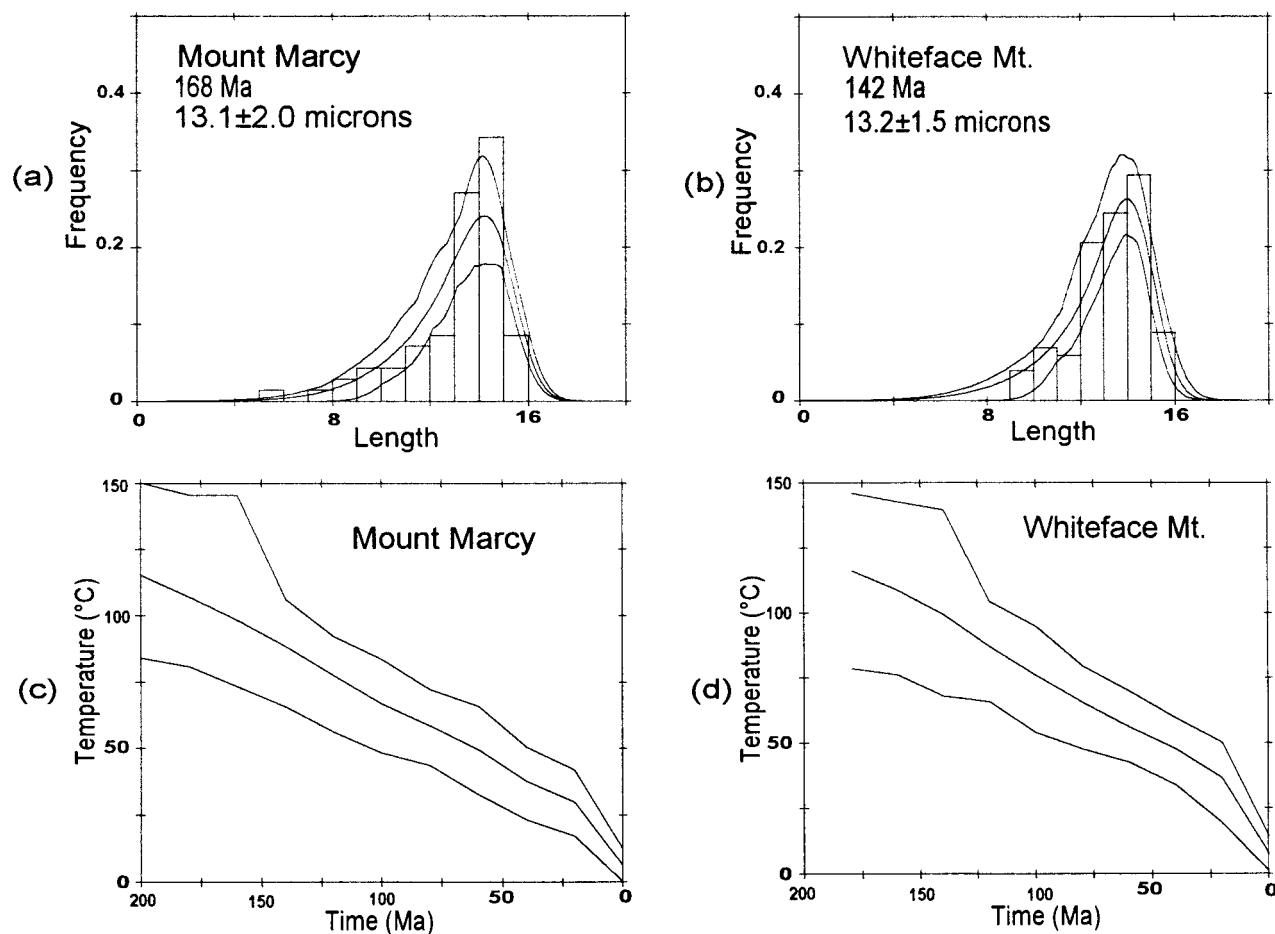 (a)
Frequency
0.4
0.2
0
Mount Marcy
168 Ma
13.1±2.0 microns
0 8 16
Length
(b)
Frequency
0.4
0.2
0
Whiteface Mt.
142 Ma
13.2±1.5 microns
0 8 16
Length
(c)
Temperature (°C)
150
100
50
0
Mount Marcy
200 150 100 50 0
Time (Ma)
(d)
Temperature (°C)
150
100
50
0
Whiteface Mt.
200 150 100 50 0
Time (Ma)